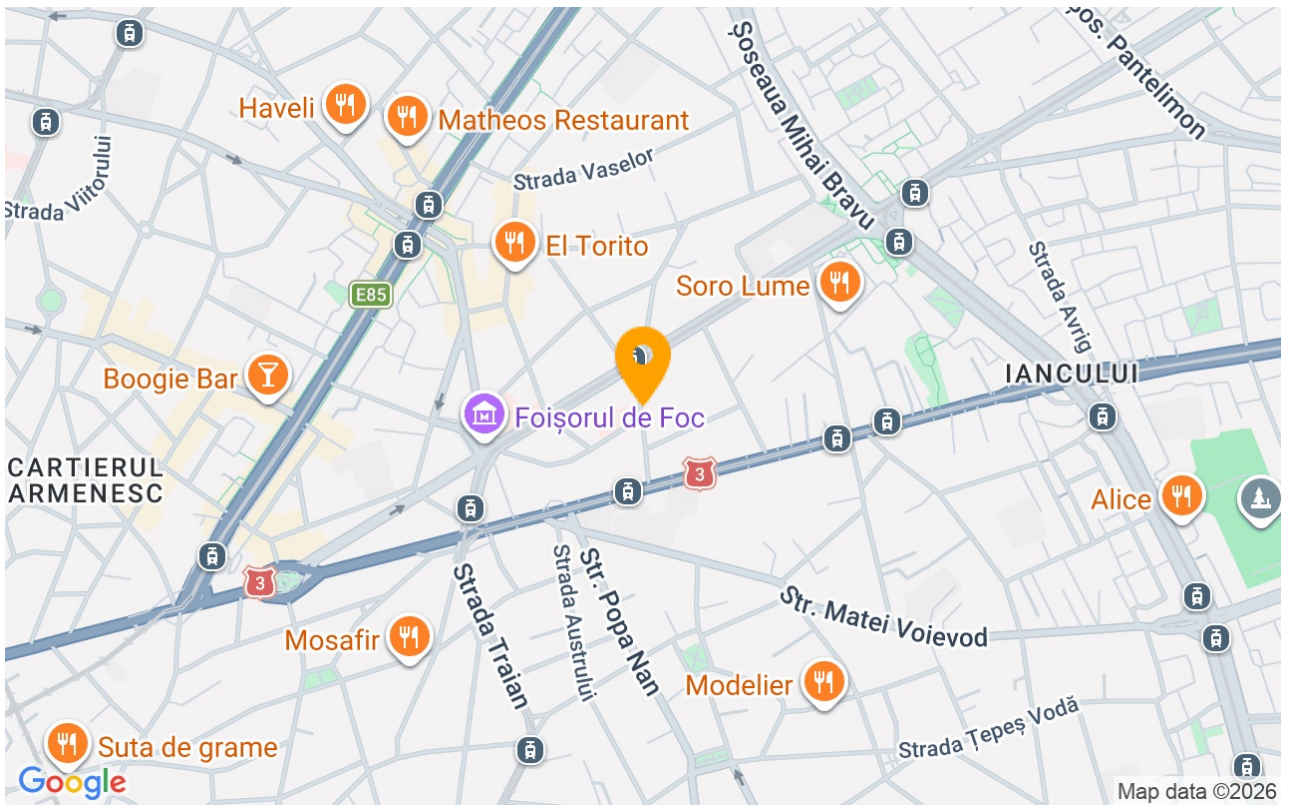 Șoseaua Mihai Bravu
șos. Pantelimon
Haveli
Matheos Restaurant
Strada Vaselor
Strada Viitorului
El Torito
Soro Lume
Strada Avrig
E85
Boogie Bar
IANCULUI
Foișorul de Foc
CARTIERUL
ARMENESC
3
Alice
3
Strada Traian
Strada Austrului
Str. Popa Nan
Str. Matei Voievod
Mosafir
Modelier
Strada Țepeș Vodă
Suta de grame
Google
Map data ©2026